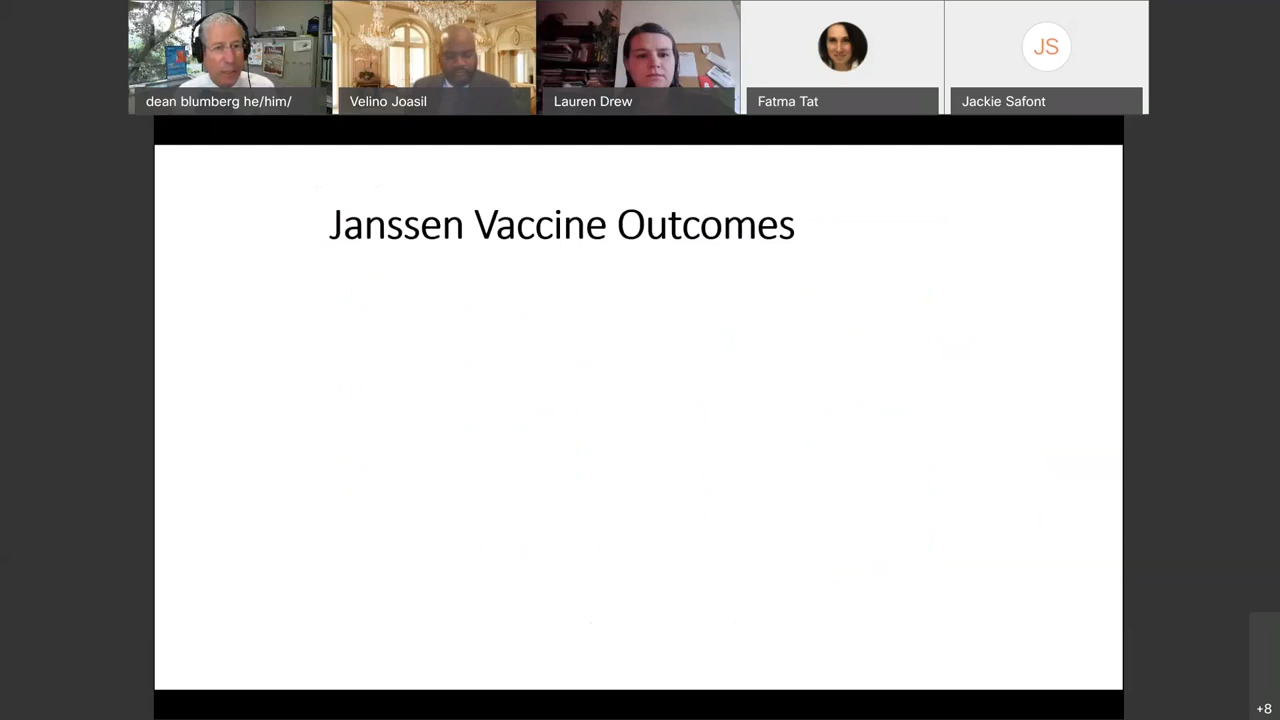 dean blumberg he/him/
Velino Joasil
Lauren Drew
Fatma Tat
JS
Jackie Safont
Janssen Vaccine Outcomes
+8